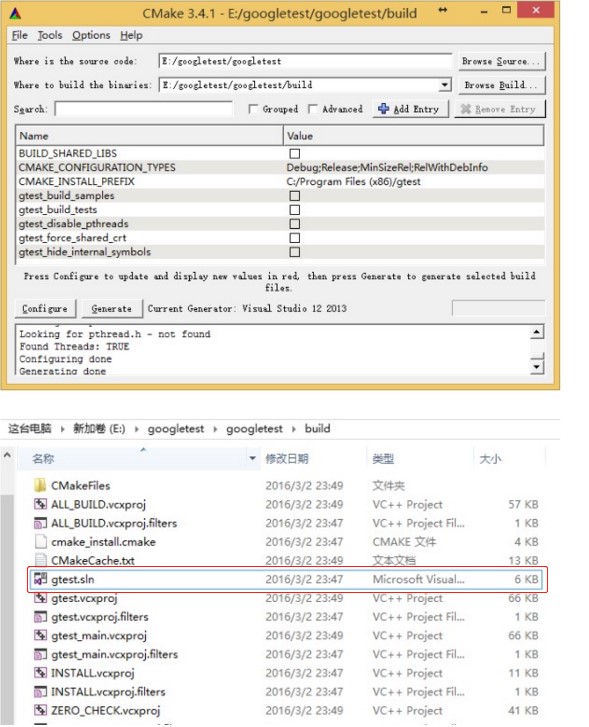 CMake 3.4.1 - E:/googletest/googletest/build
File Tools Options Help
Where is the source code: E:/googletest/googletest Browse Source...
Where to build the binaries: E:/googletest/googletest/build Browse Build...
Search: Grouped Advanced Add Entry Remove Entry
Name Value
BUILD_SHARED_LIBS
CMAKE_CONFIGURATION_TYPES Debug;Release;MinSizeRel;RelWithDebInfo
CMAKE_INSTALL_PREFIX C:/Program Files (x86)/gtest
gtest_build_samples
gtest_build_tests
gtest_disable_pthreads
gtest_force_shared_crt
gtest_hide_internal_symbols
Press Configure to update and display new values in red, then press Generate to generate selected build
files.
Configure Generate Current Generator: Visual Studio 12 2013
Looking for pthread.h - not found
Found Threads: TRUE
Configuring done
Generating done
这台电脑 新加卷 (E:) googletest googletest build
名称 修改日期 类型 大小
CMakeFiles 2016/3/2 23:49 文件夹
ALL_BUILD.vcxproj 2016/3/2 23:49 VC++ Project 57 KB
ALL_BUILD.vcxproj.filters 2016/3/2 23:47 VC++ Project Fil... 1 KB
cmake_install.cmake 2016/3/2 23:47 CMAKE 文件 4 KB
CMakeCache.txt 2016/3/2 23:49 文本文档 13 KB
gtest.sln 2016/3/2 23:47 Microsoft Visual... 6 KB
gtest.vcxproj 2016/3/2 23:49 VC++ Project 66 KB
gtest.vcxproj.filters 2016/3/2 23:47 VC++ Project Fil... 1 KB
gtest_main.vcxproj 2016/3/2 23:49 VC++ Project 66 KB
gtest_main.vcxproj.filters 2016/3/2 23:47 VC++ Project Fil... 1 KB
INSTALL.vcxproj 2016/3/2 23:47 VC++ Project 11 KB
INSTALL.vcxproj.filters 2016/3/2 23:47 VC++ Project Fil... 1 KB
ZERO_CHECK.vcxproj 2016/3/2 23:49 VC++ Project 41 KB